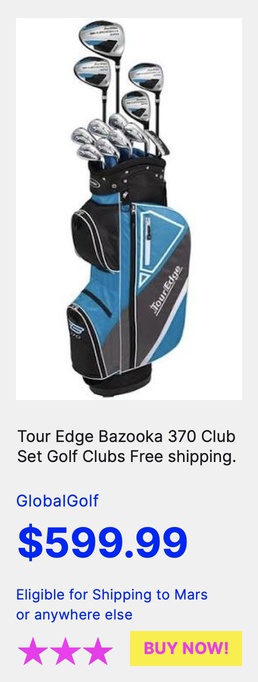 TourEdge
Tour Edge Bazooka 370 Club
Set Golf Clubs Free shipping.
GlobalGolf
$599.99
Eligible for Shipping to Mars
or anywhere else
BUY NOW!